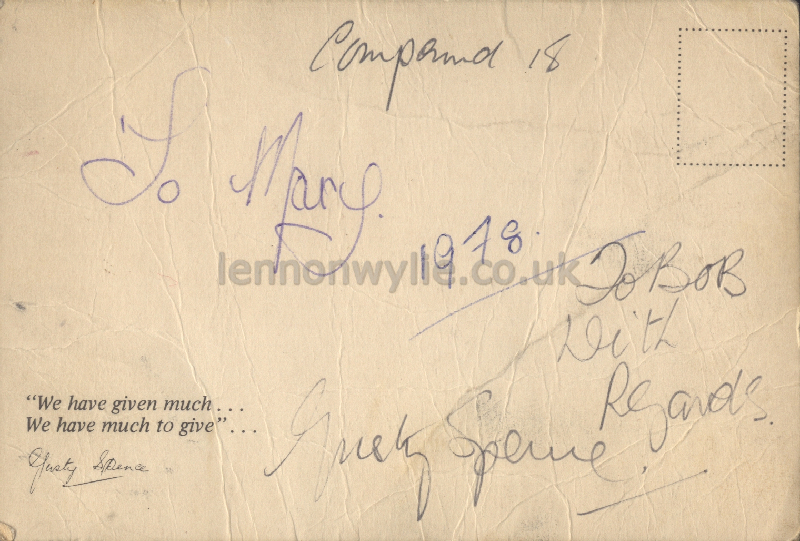 Compound 18
To Mary.
1978.
lennonwylie.co.uk
To BOB
With
Regards.
Gusty Spence.
"We have given much...
We have much to give"...
Gusty Spence